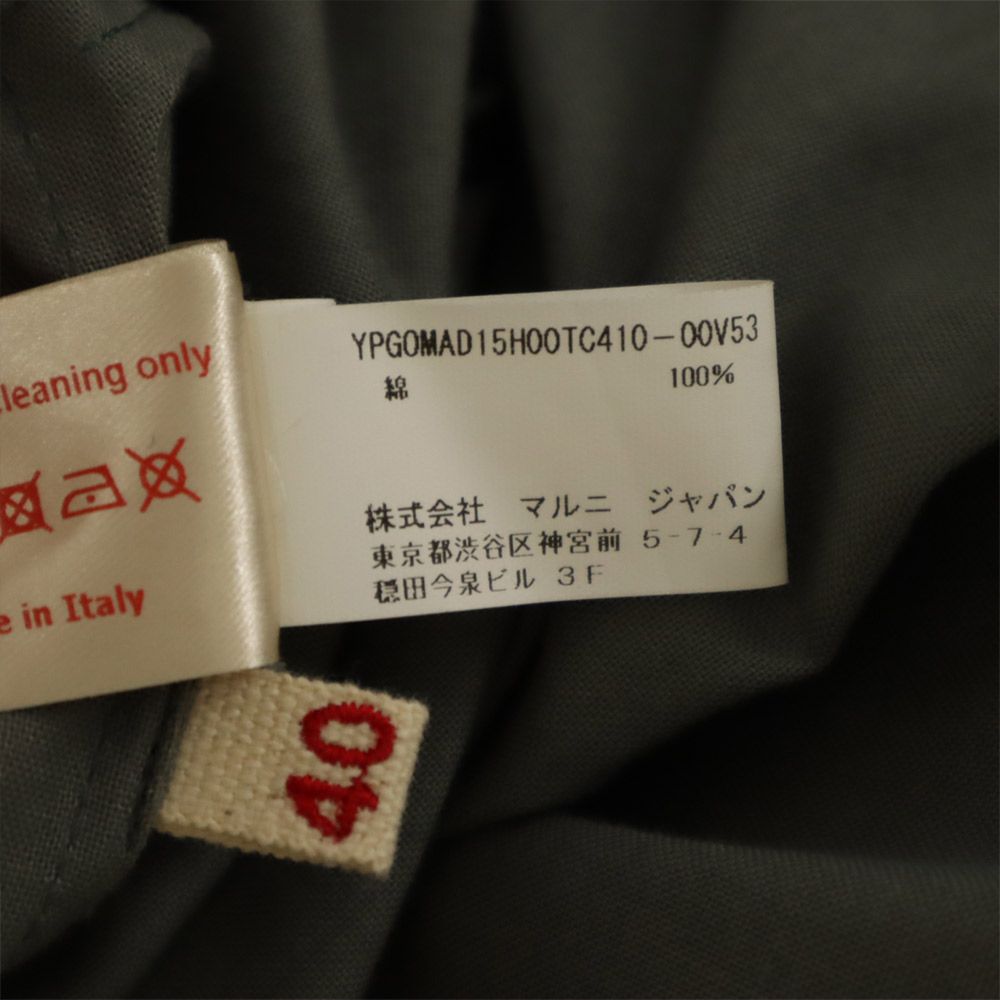 cleaning only
in Italy
YPGOMAD15H00TC410-00V53
綿 100%
株式会社 マルニ ジャパン
東京都渋谷区神宮前 5-7-4
穏田今泉ビル 3F
40